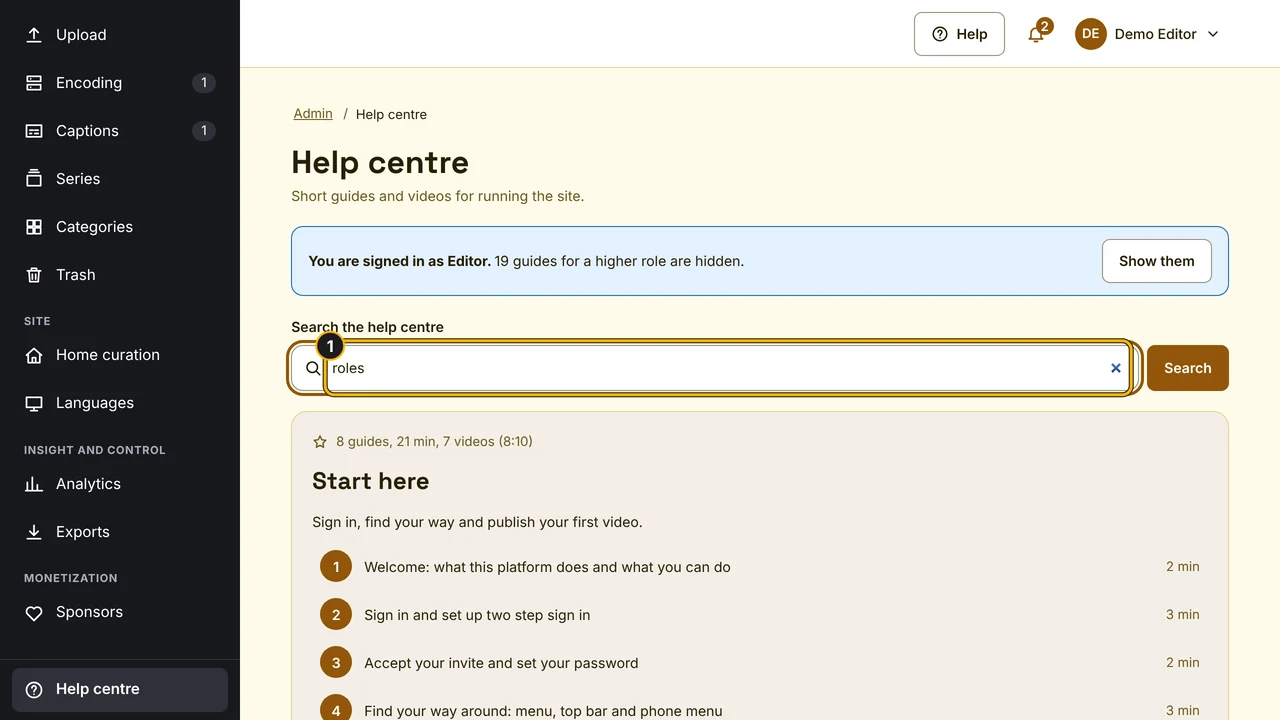 Upload
Encoding 1
Captions 1
Series
Categories
Trash
SITE
Home curation
Languages
INSIGHT AND CONTROL
Analytics
Exports
MONETIZATION
Sponsors
Help centre
Help
2
DE Demo Editor
Admin / Help centre
Help centre
Short guides and videos for running the site.
You are signed in as Editor. 19 guides for a higher role are hidden.
Show them
Search the help centre
1
roles
Search
8 guides, 21 min, 7 videos (8:10)
Start here
Sign in, find your way and publish your first video.
1 Welcome: what this platform does and what you can do 2 min
2 Sign in and set up two step sign in 3 min
3 Accept your invite and set your password 2 min
4 Find your way around: menu, top bar and phone menu 3 min